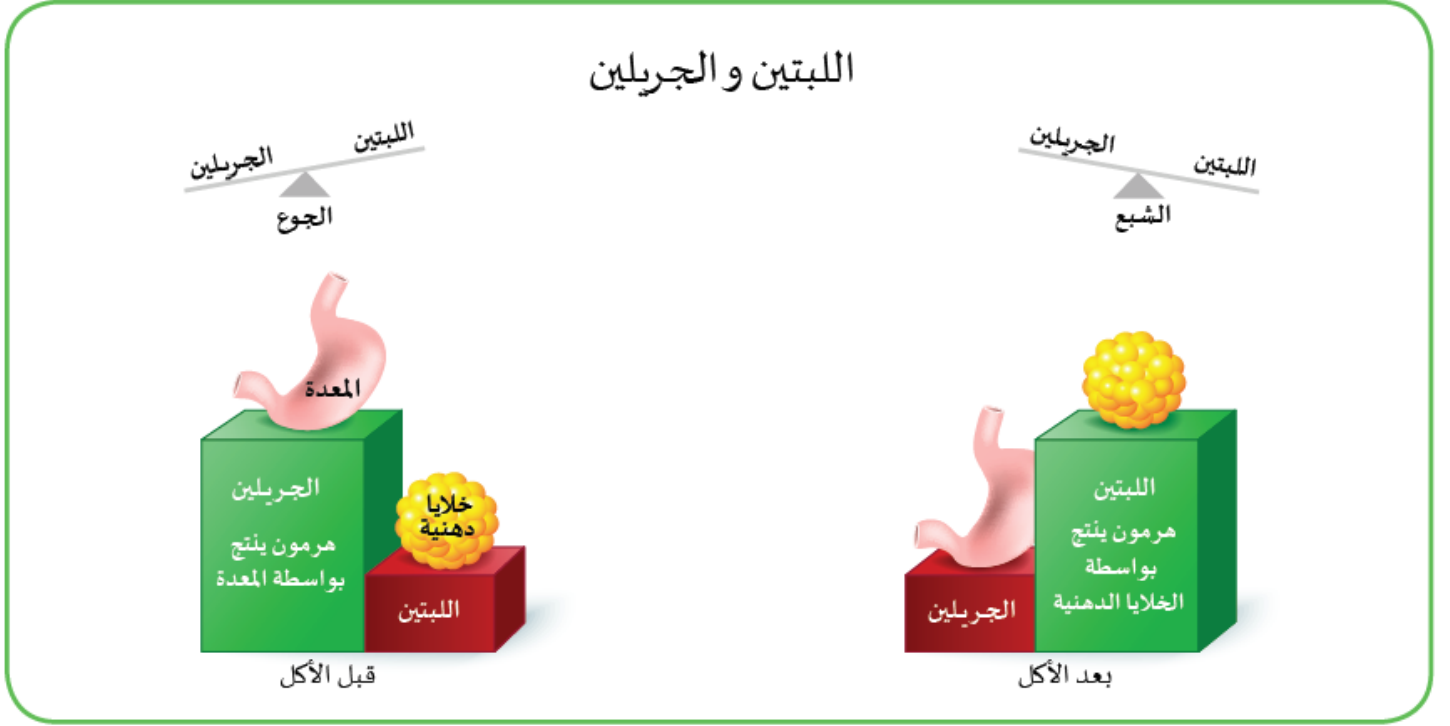 اللبتين و الجريلين
الجريلين
اللبتين
الشبع
اللبتين
هرمون ينتج
بواسطة
الخلايا الدهنية
الجريلين
بعد الأكل
اللبتين
الجريلين
الجوع
المعدة
الجريلين
هرمون ينتج
بواسطة المعدة
خلايا
دهنية
اللبتين
قبل الأكل